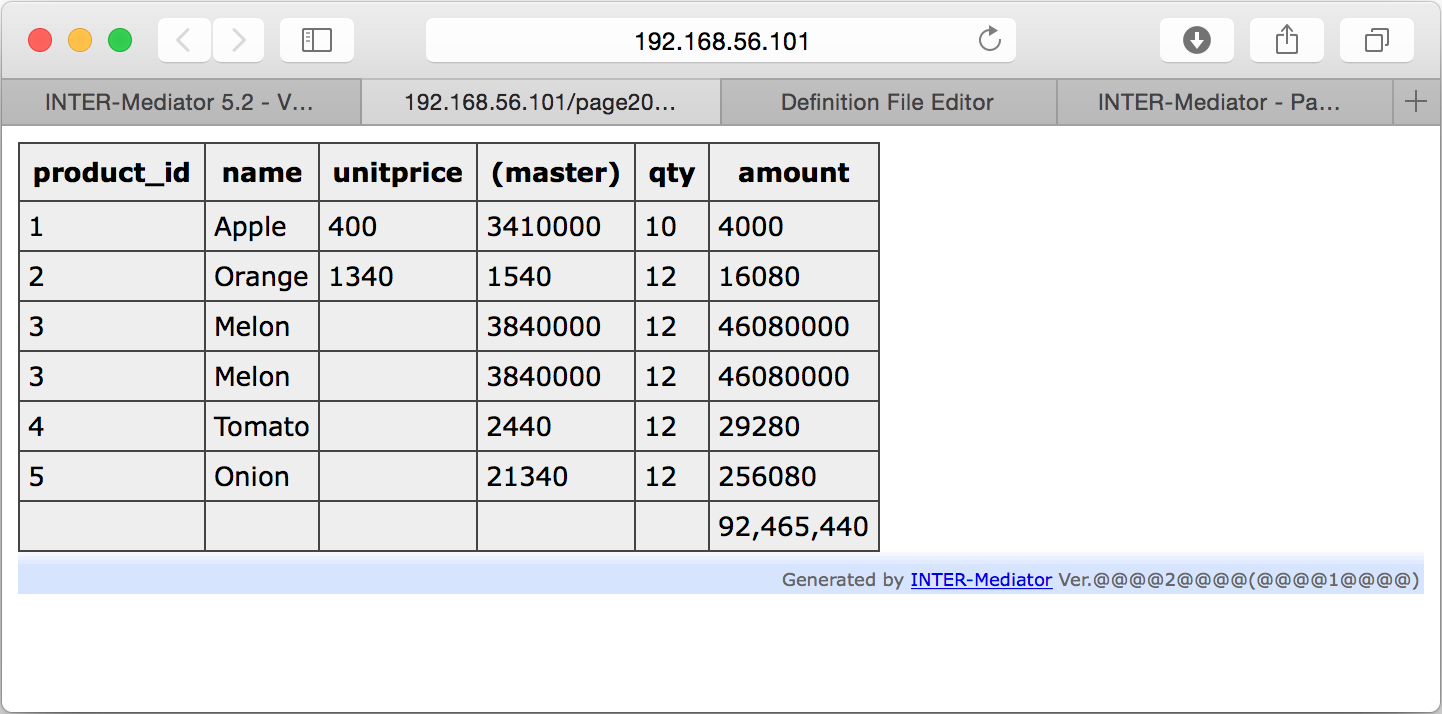 192.168.56.101
INTER-Mediator 5.2 - V... 192.168.56.101/page20... Definition File Editor INTER-Mediator - Pa...
product_id name unitprice (master) qty amount
1 Apple 400 3410000 10 4000
2 Orange 1340 1540 12 16080
3 Melon 3840000 12 46080000
3 Melon 3840000 12 46080000
4 Tomato 2440 12 29280
5 Onion 21340 12 256080
92,465,440
Generated by INTER-Mediator Ver.@@@@2@@@@(@@@@1@@@@)